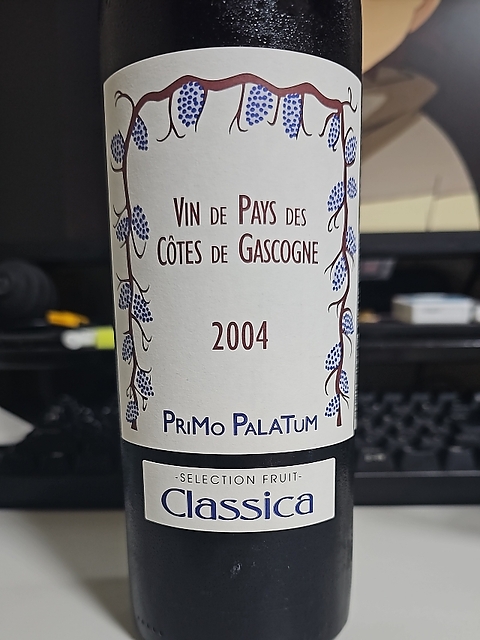 Vin de Pays des
Côtes de Gascogne
2004
PriMo PalaTum
-SELECTION FRUIT-
Classica